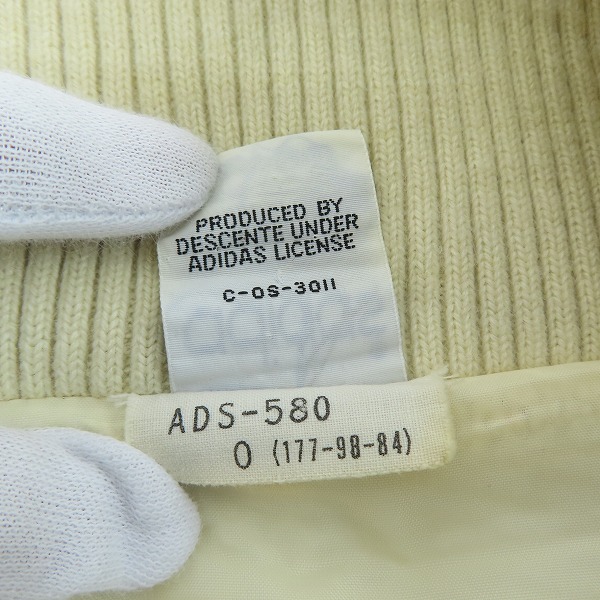 PRODUCED BY
DESCENTE UNDER
ADIDAS LICENSE
C-OS-3011
ADS-580
O (177-98-84)